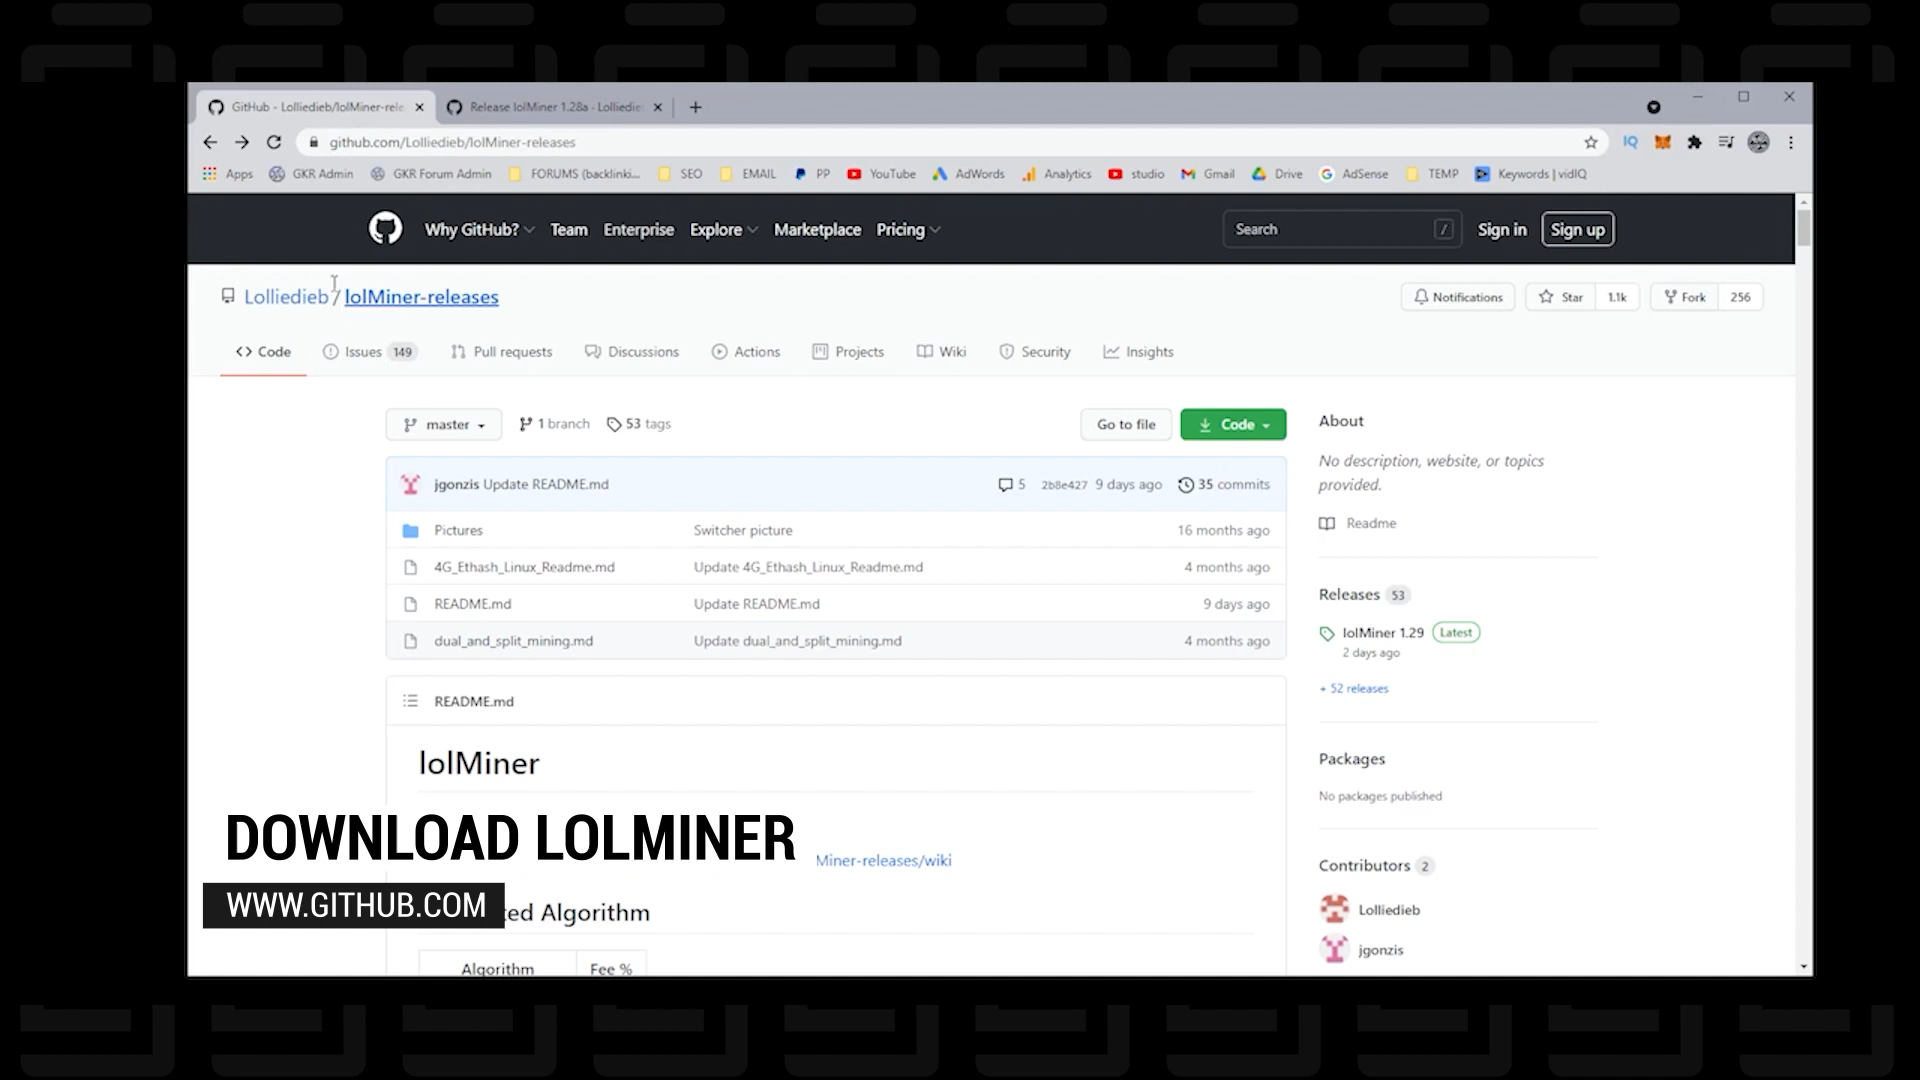 GitHub - Lolliedieb/lolMiner-rele
Release lolMiner 1.28a - Lolliedie
github.com/Lolliedieb/lolMiner-releases
IQ
Apps GKR Admin GKR Forum Admin FORUMS (backlinki... SEO EMAIL PP YouTube AdWords Analytics studio Gmail Drive AdSense TEMP Keywords | vidIQ
Why GitHub? Team Enterprise Explore Marketplace Pricing Search / Sign in Sign up
Lolliedieb / lolMiner-releases
Notifications Star 1.1k Fork 256
Code Issues 149 Pull requests Discussions Actions Projects Wiki Security Insights
master 1 branch 53 tags Go to file Code
jgonzis Update README.md 5 2b8e427 9 days ago 35 commits
Pictures Switcher picture 16 months ago
4G_Ethash_Linux_Readme.md Update 4G_Ethash_Linux_Readme.md 4 months ago
README.md Update README.md 9 days ago
dual_and_split_mining.md Update dual_and_split_mining.md 4 months ago
README.md
lolMiner
Miner-releases/wiki
ted Algorithm
Algorithm Fee %
About
No description, website, or topics
provided.
Readme
Releases 53
lolMiner 1.29 Latest
2 days ago
+ 52 releases
Packages
No packages published
Contributors 2
Lolliedieb
jgonzis
DOWNLOAD LOLMINER
WWW.GITHUB.COM